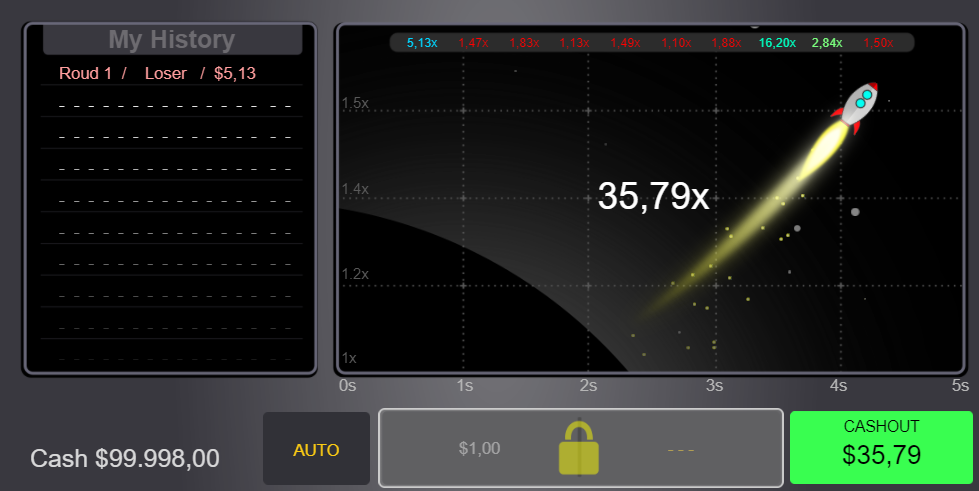 My History
Roud 1 / Loser / $5,13
- - - - - - - - - - - - - - - - -
- - - - - - - - - - - - - - - - -
- - - - - - - - - - - - - - - - -
- - - - - - - - - - - - - - - - -
- - - - - - - - - - - - - - - - -
- - - - - - - - - - - - - - - - -
- - - - - - - - - - - - - - - - -
- - - - - - - - - - - - - - - - -
- - - - - - - - - - - - - - - - -
5,13x 1,47x 1,83x 1,13x 1,49x 1,10x 1,88x 16,20x 2,84x 1,50x
1.5x
1.4x
35,79x
1.2x
1x
0s 1s 2s 3s 4s 5s
Cash $99.998,00
AUTO
$1,00 - - -
CASHOUT
$35,79